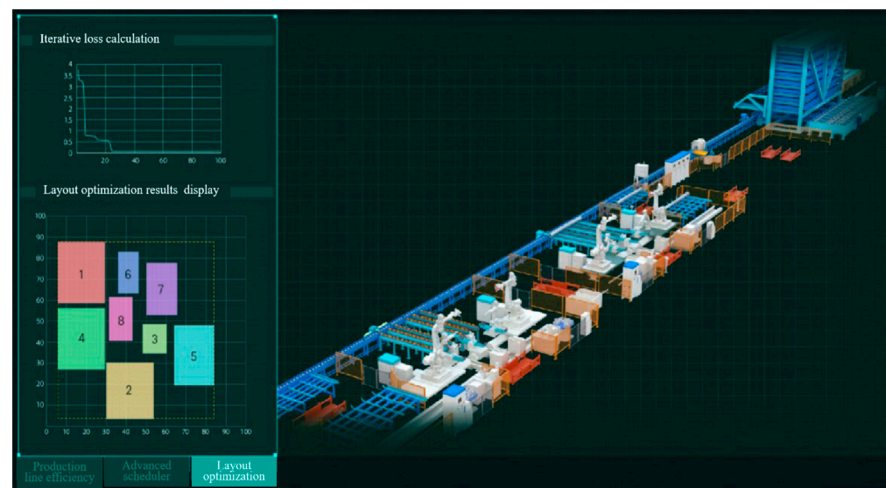 Iterative loss calculation
4
3.5
3
2.5
2
1.5
1
0.5
0
20 40 60 80 100
Layout optimization results display
100
90
80
70
60
50
40
30
20
10
0 10 20 30 40 50 60 70 80 90 100
1
6
7
8
4
3
5
2
Production
line efficiency
Advanced
scheduler
Layout
optimization